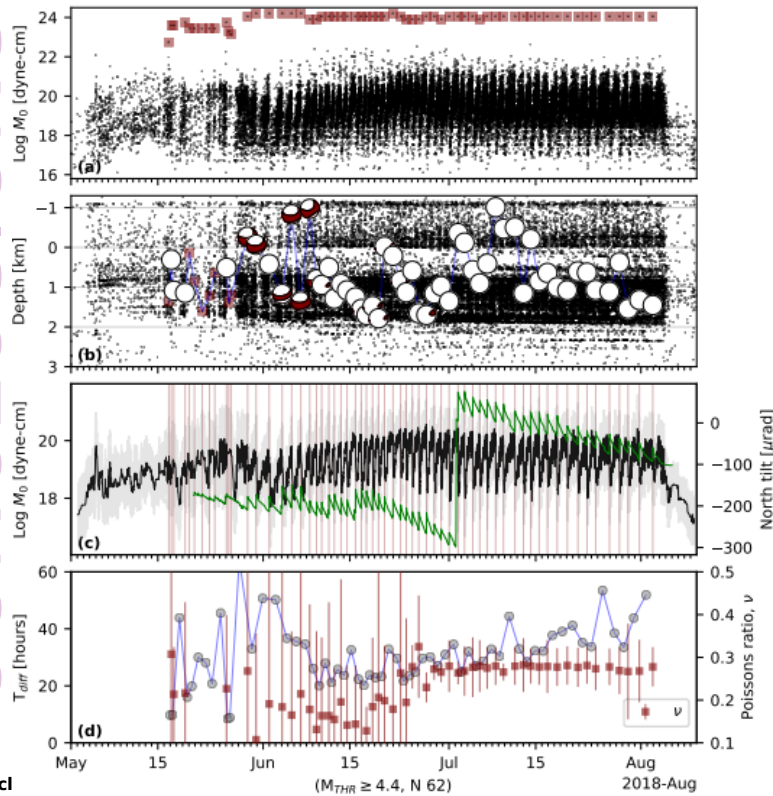 24
22
20
18
16
Log M₀ [dyne-cm]
(a)
−1
0
1
2
3
Depth [km]
(b)
20
18
Log M₀ [dyne-cm]
0
−100
−200
−300
North tilt [μrad]
(c)
60
40
20
0
T_diff [hours]
0.5
0.4
0.3
0.2
0.1
Poissons ratio, ν
ν
(d)
May 15 Jun 15 Jul 15 Aug
cl
(M_THR ≥ 4.4, N 62)
2018-Aug